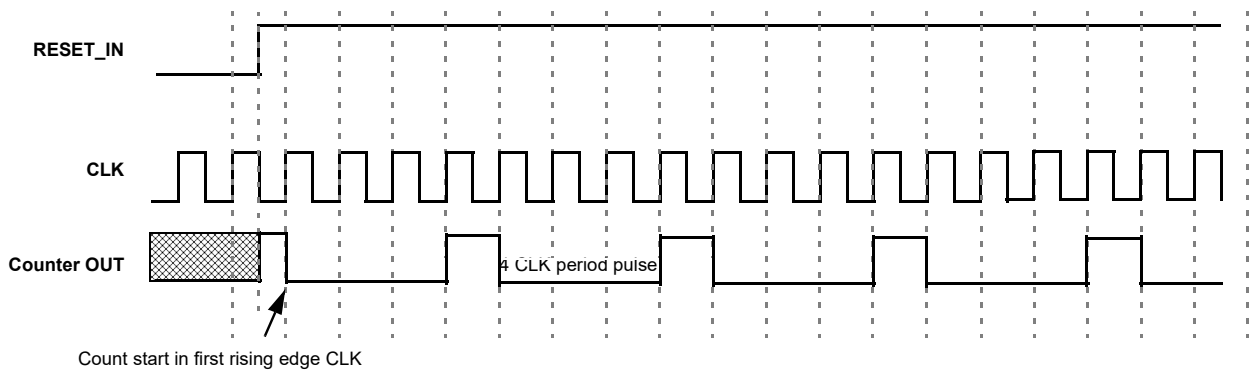 RESET_IN
CLK
Counter OUT
4 CLK period pulse
Count start in first rising edge CLK